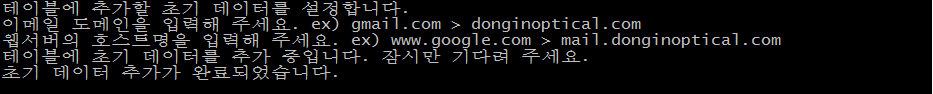 테이블에 추가할 초기 데이터를 설정합니다.
이메일 도메인을 입력해 주세요. ex) gmail.com > donginoptical.com
웹서버의 호스트명을 입력해 주세요. ex) www.google.com > mail.donginoptical.com
테이블에 초기 데이터를 추가 중입니다. 잠시만 기다려 주세요.
초기 데이터 추가가 완료되었습니다.